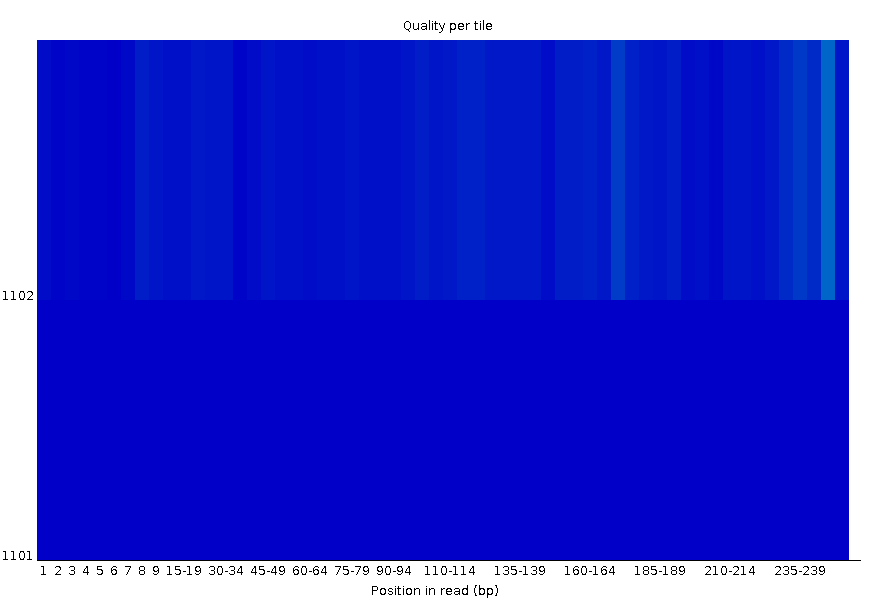 Quality per tile
1102
1101
1 2 3 4 5 6 7 8 9 15-19 30-34 45-49 60-64 75-79 90-94 110-114 135-139 160-164 185-189 210-214 235-239
Position in read (bp)